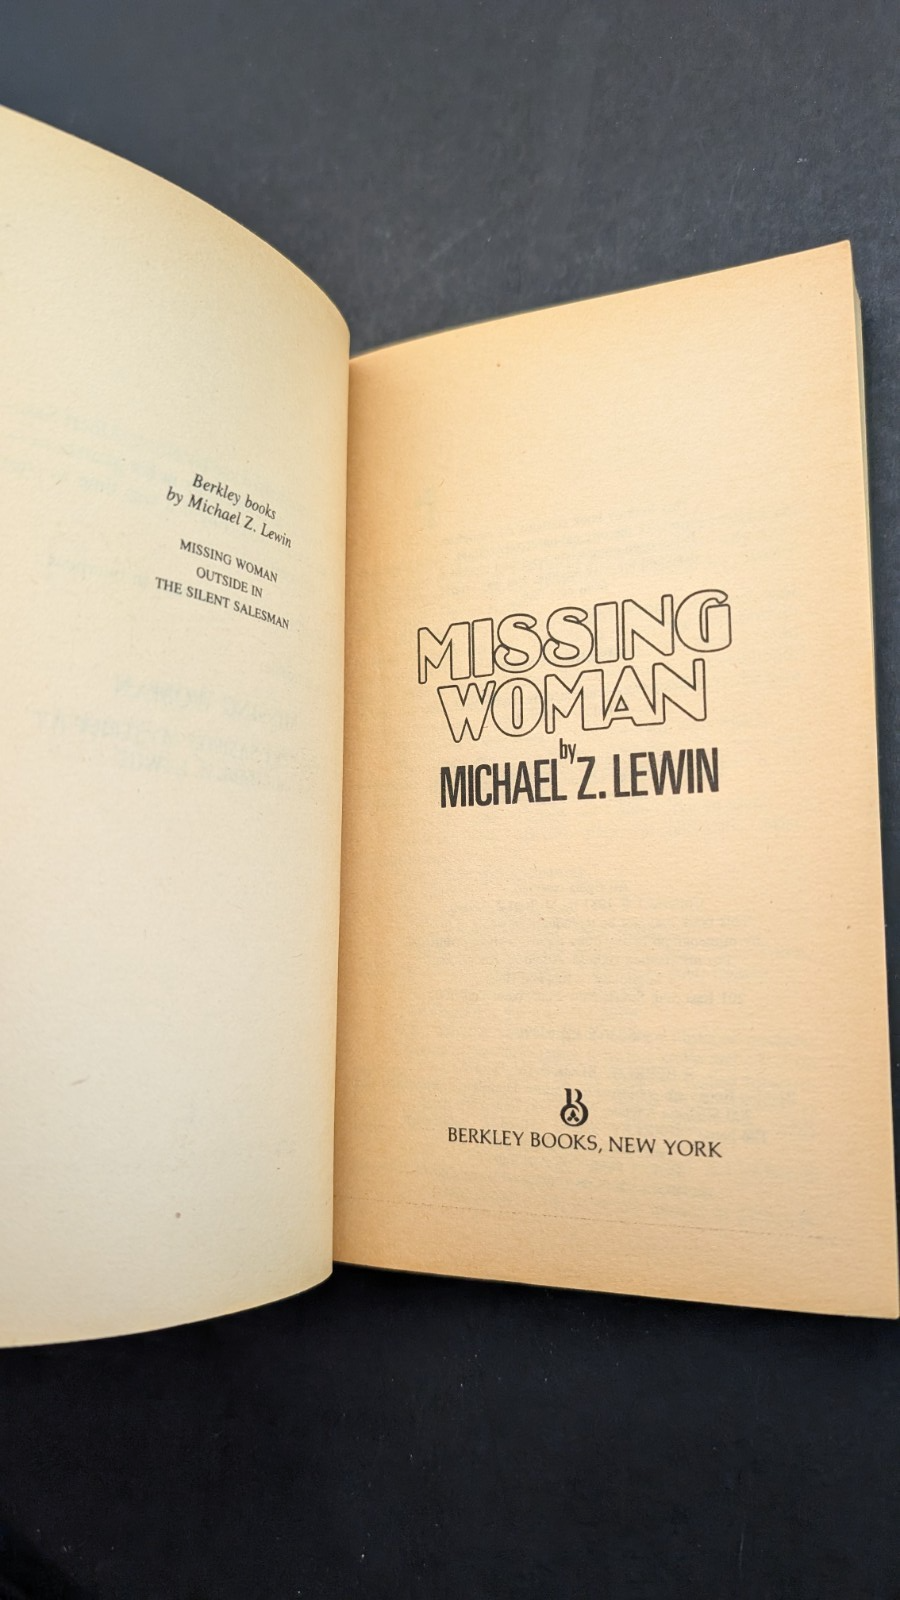 Berkley books
by Michael Z. Lewin
MISSING WOMAN
OUTSIDE IN
THE SILENT SALESMAN
MISSING
WOMAN
by
MICHAEL Z. LEWIN
B
BERKLEY BOOKS, NEW YORK